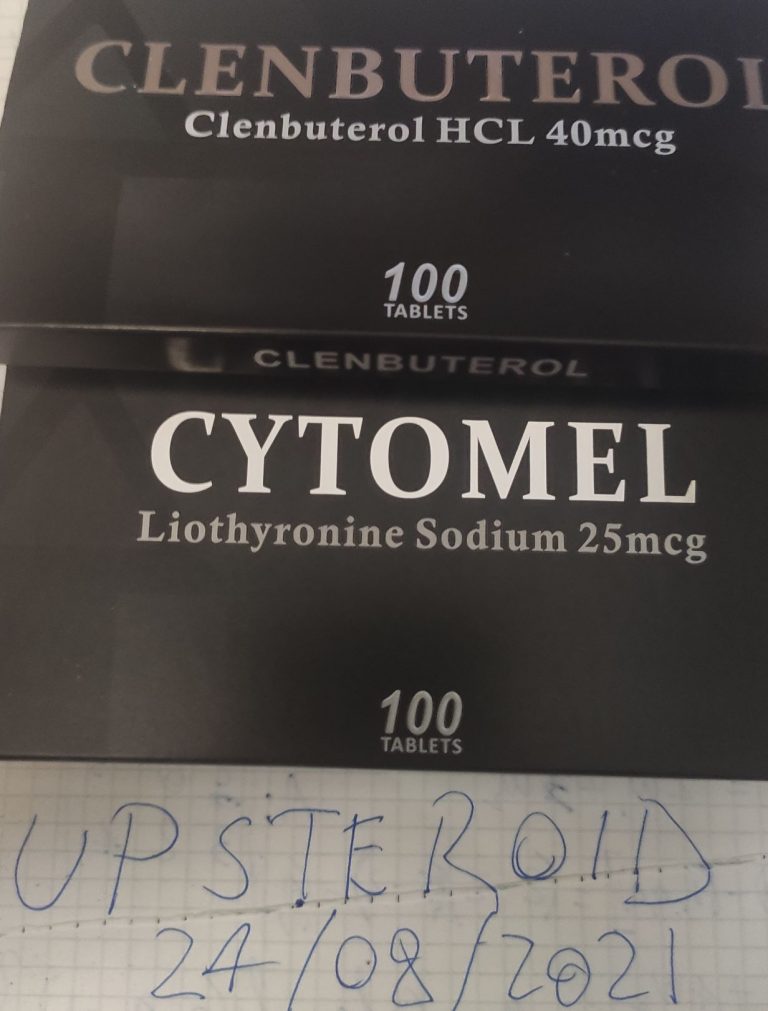 CLENBUTEROL
Clenbuterol HCL 40mcg
100
TABLETS
CLENBUTEROL
CYTOMEL
Liothyronine Sodium 25mcg
100
TABLETS
UPSTEROID
24/08/2021